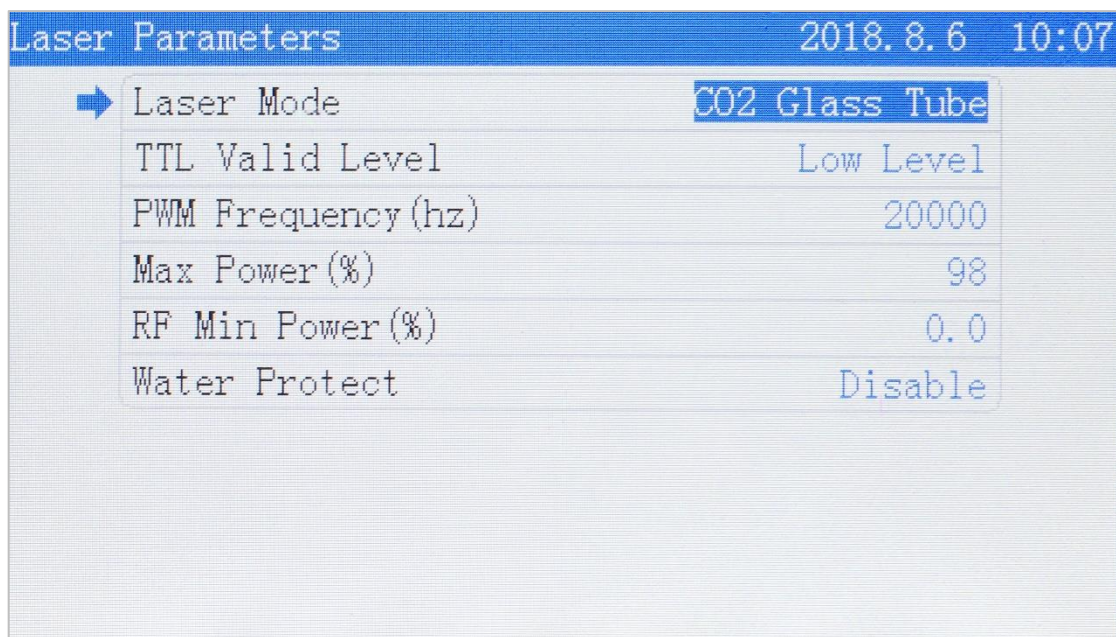 Laser Parameters 2018. 8. 6 10:07
Laser Mode CO2 Glass Tube
TTL Valid Level Low Level
PWM Frequency(hz) 20000
Max Power(%) 98
RF Min Power(%) 0.0
Water Protect Disable